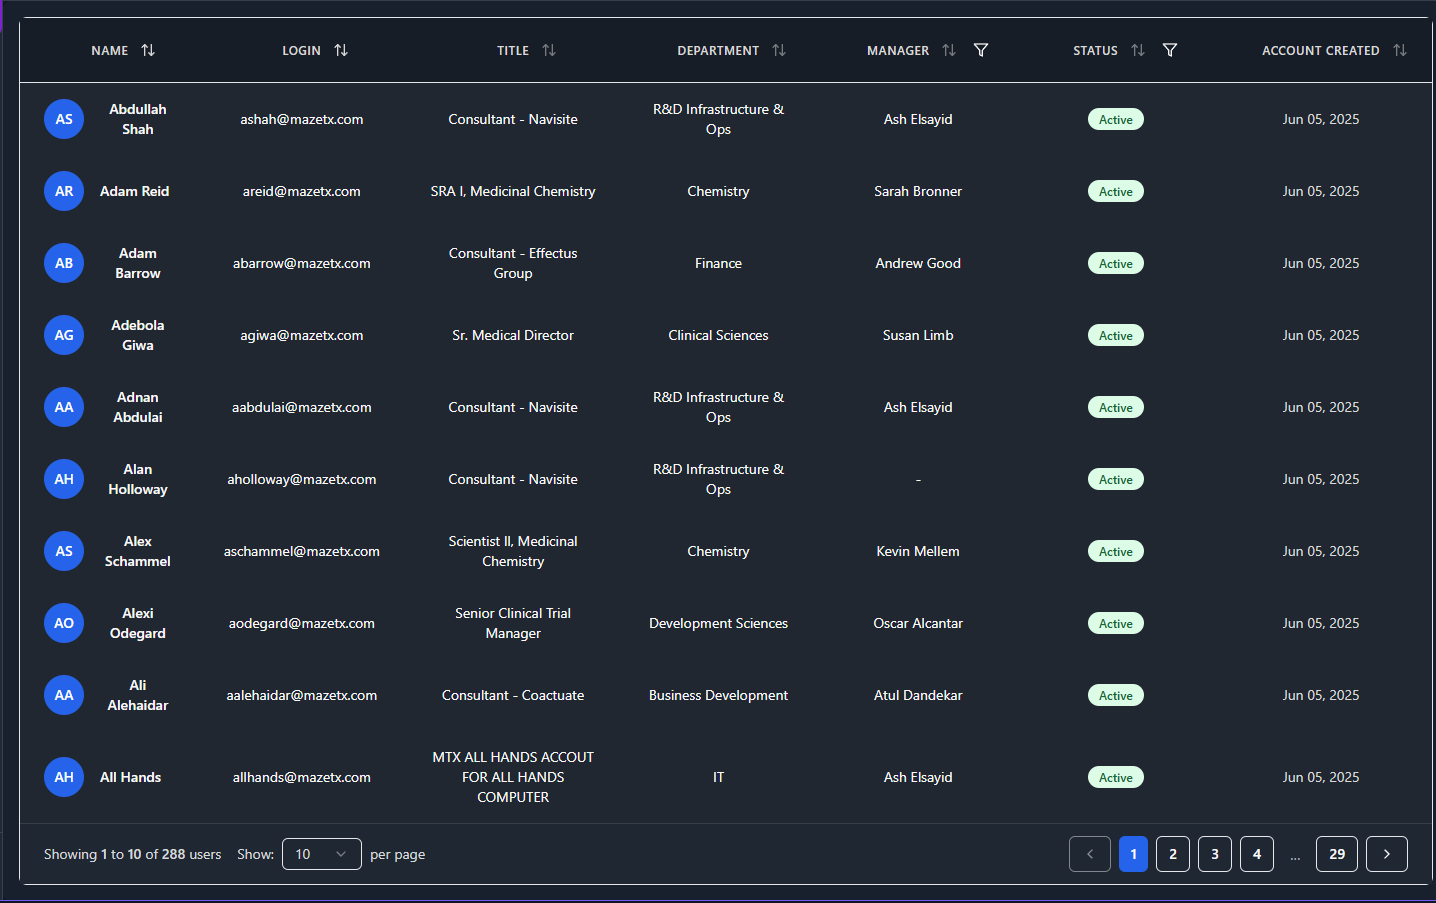 NAME LOGIN TITLE DEPARTMENT MANAGER STATUS ACCOUNT CREATED
AS Abdullah Shah ashah@mazetx.com Consultant - Navisite R&D Infrastructure & Ops Ash Elsayid Active Jun 05, 2025
AR Adam Reid areid@mazetx.com SRA I, Medicinal Chemistry Chemistry Sarah Bronner Active Jun 05, 2025
AB Adam Barrow abarrow@mazetx.com Consultant - Effectus Group Finance Andrew Good Active Jun 05, 2025
AG Adebola Giwa agiwa@mazetx.com Sr. Medical Director Clinical Sciences Susan Limb Active Jun 05, 2025
AA Adnan Abdulai aabdulai@mazetx.com Consultant - Navisite R&D Infrastructure & Ops Ash Elsayid Active Jun 05, 2025
AH Alan Holloway aholloway@mazetx.com Consultant - Navisite R&D Infrastructure & Ops - Active Jun 05, 2025
AS Alex Schammel aschammel@mazetx.com Scientist II, Medicinal Chemistry Chemistry Kevin Mellem Active Jun 05, 2025
AO Alexi Odegard aodegard@mazetx.com Senior Clinical Trial Manager Development Sciences Oscar Alcantar Active Jun 05, 2025
AA Ali Alehaidar aalehaidar@mazetx.com Consultant - Coactuate Business Development Atul Dandekar Active Jun 05, 2025
AH All Hands allhands@mazetx.com MTX ALL HANDS ACCOUT FOR ALL HANDS COMPUTER IT Ash Elsayid Active Jun 05, 2025
Showing 1 to 10 of 288 users Show: 10 per page 1 2 3 4 ... 29